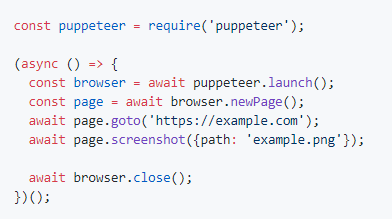 const puppeteer = require('puppeteer');

(async () => {
  const browser = await puppeteer.launch();
  const page = await browser.newPage();
  await page.goto('https://example.com');
  await page.screenshot({path: 'example.png'});

  await browser.close();
})();